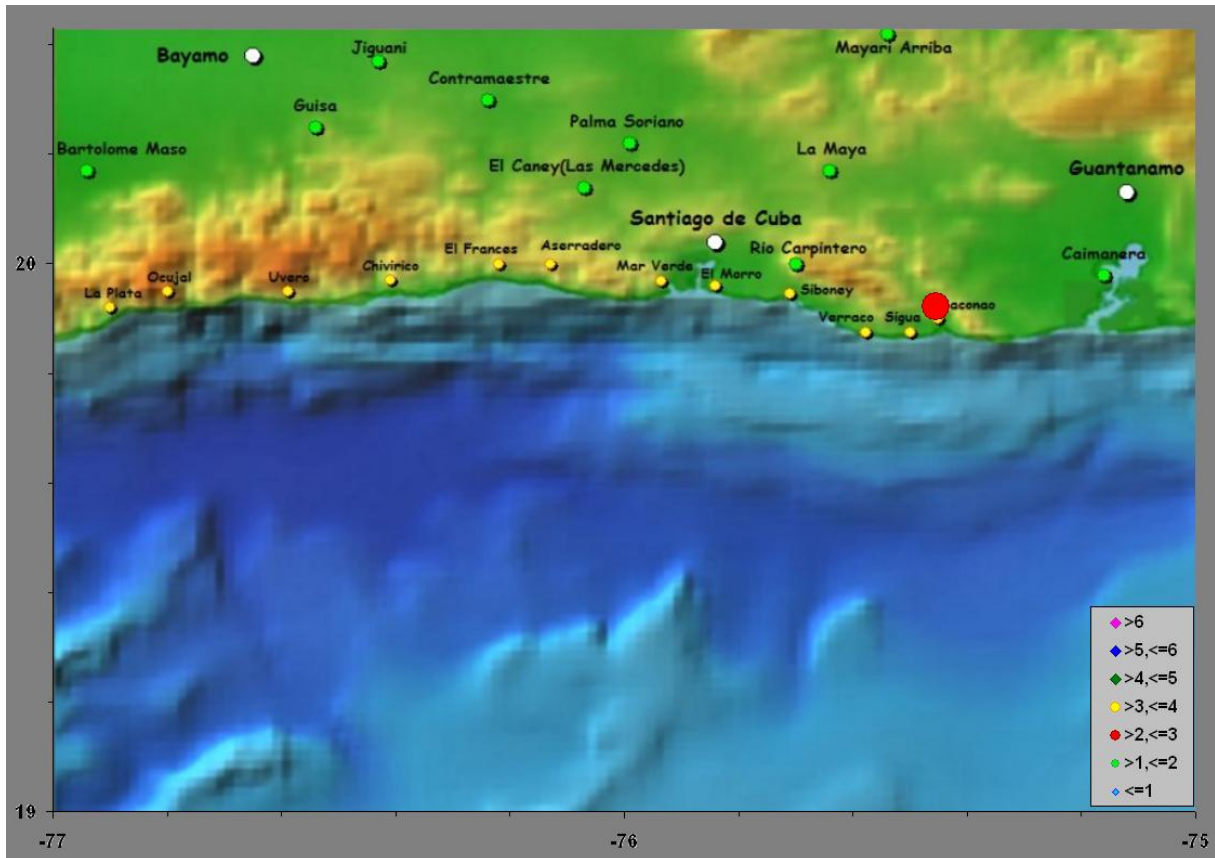 Bayamo
Jiguani
Mayari Arriba
Contramaestre
Guisa
Palma Soriano
Bartolome Maso
La Maya
El Caney(Las Mercedes)
Guantanamo
Santiago de Cuba
El Frances
Aserradero
Rio Carpintero
20
Chivirico
Mar Verde
El Morro
Caimanera
Ocujal
Uvero
La Plata
Siboney
aconao
Verraco
Sigua
>6
>5,<=6
>4,<=5
>3,<=4
>2,<=3
>1,<=2
<=1
19
-77
-76
-75